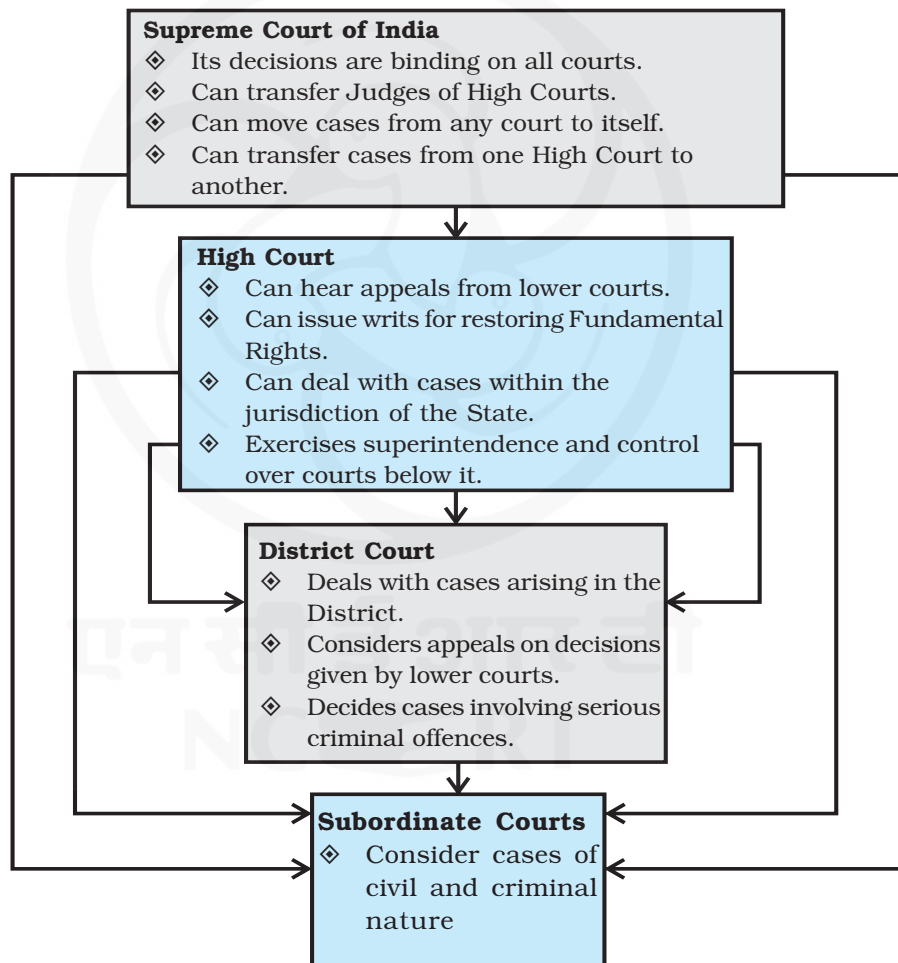 Supreme Court of India
◈ Its decisions are binding on all courts.
◈ Can transfer Judges of High Courts.
◈ Can move cases from any court to itself.
◈ Can transfer cases from one High Court to
another.
High Court
◈ Can hear appeals from lower courts.
◈ Can issue writs for restoring Fundamental
Rights.
◈ Can deal with cases within the
jurisdiction of the State.
◈ Exercises superintendence and control
over courts below it.
District Court
◈ Deals with cases arising in the
District.
◈ Considers appeals on decisions
given by lower courts.
◈ Decides cases involving serious
criminal offences.
एन सी ई आर टी
NCERT
Subordinate Courts
◈ Consider cases of
civil and criminal
nature